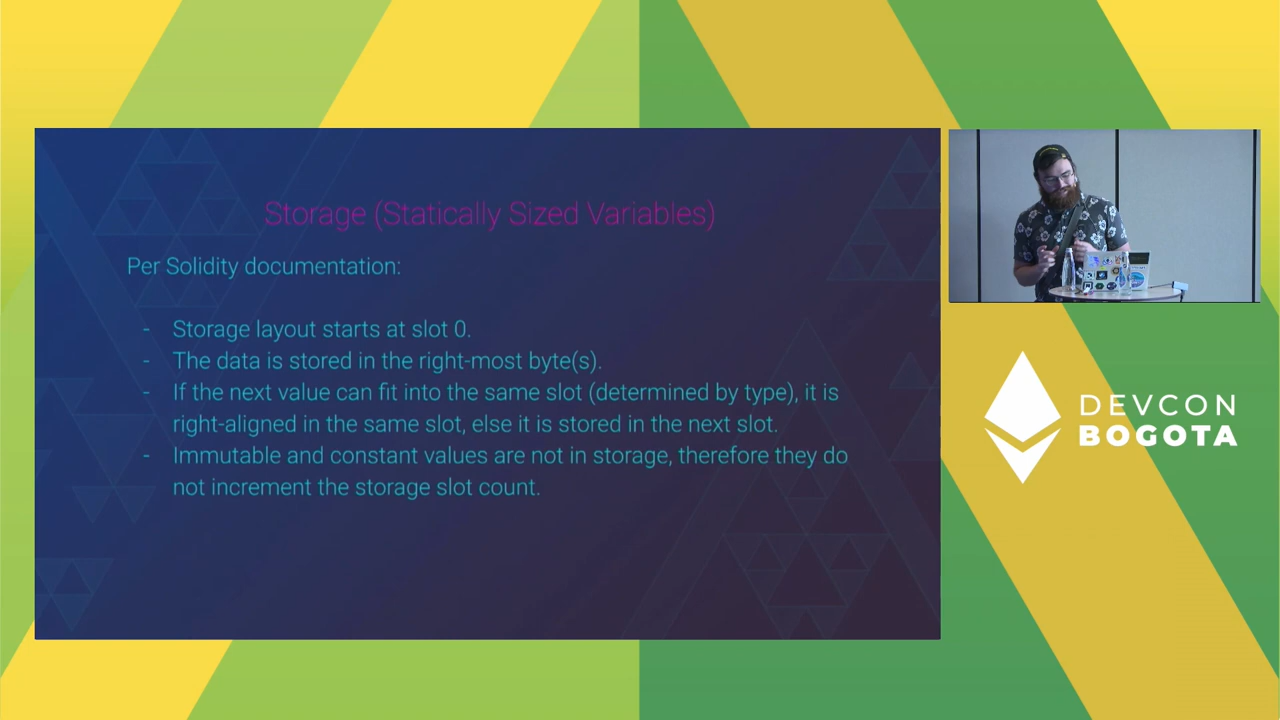 Storage (Statically Sized Variables)
Per Solidity documentation:
- Storage layout starts at slot 0.
- The data is stored in the right-most byte(s).
- If the next value can fit into the same slot (determined by type), it is
right-aligned in the same slot, else it is stored in the next slot.
- Immutable and constant values are not in storage, therefore they do
not increment the storage slot count.
DEVCON
BOGOTA